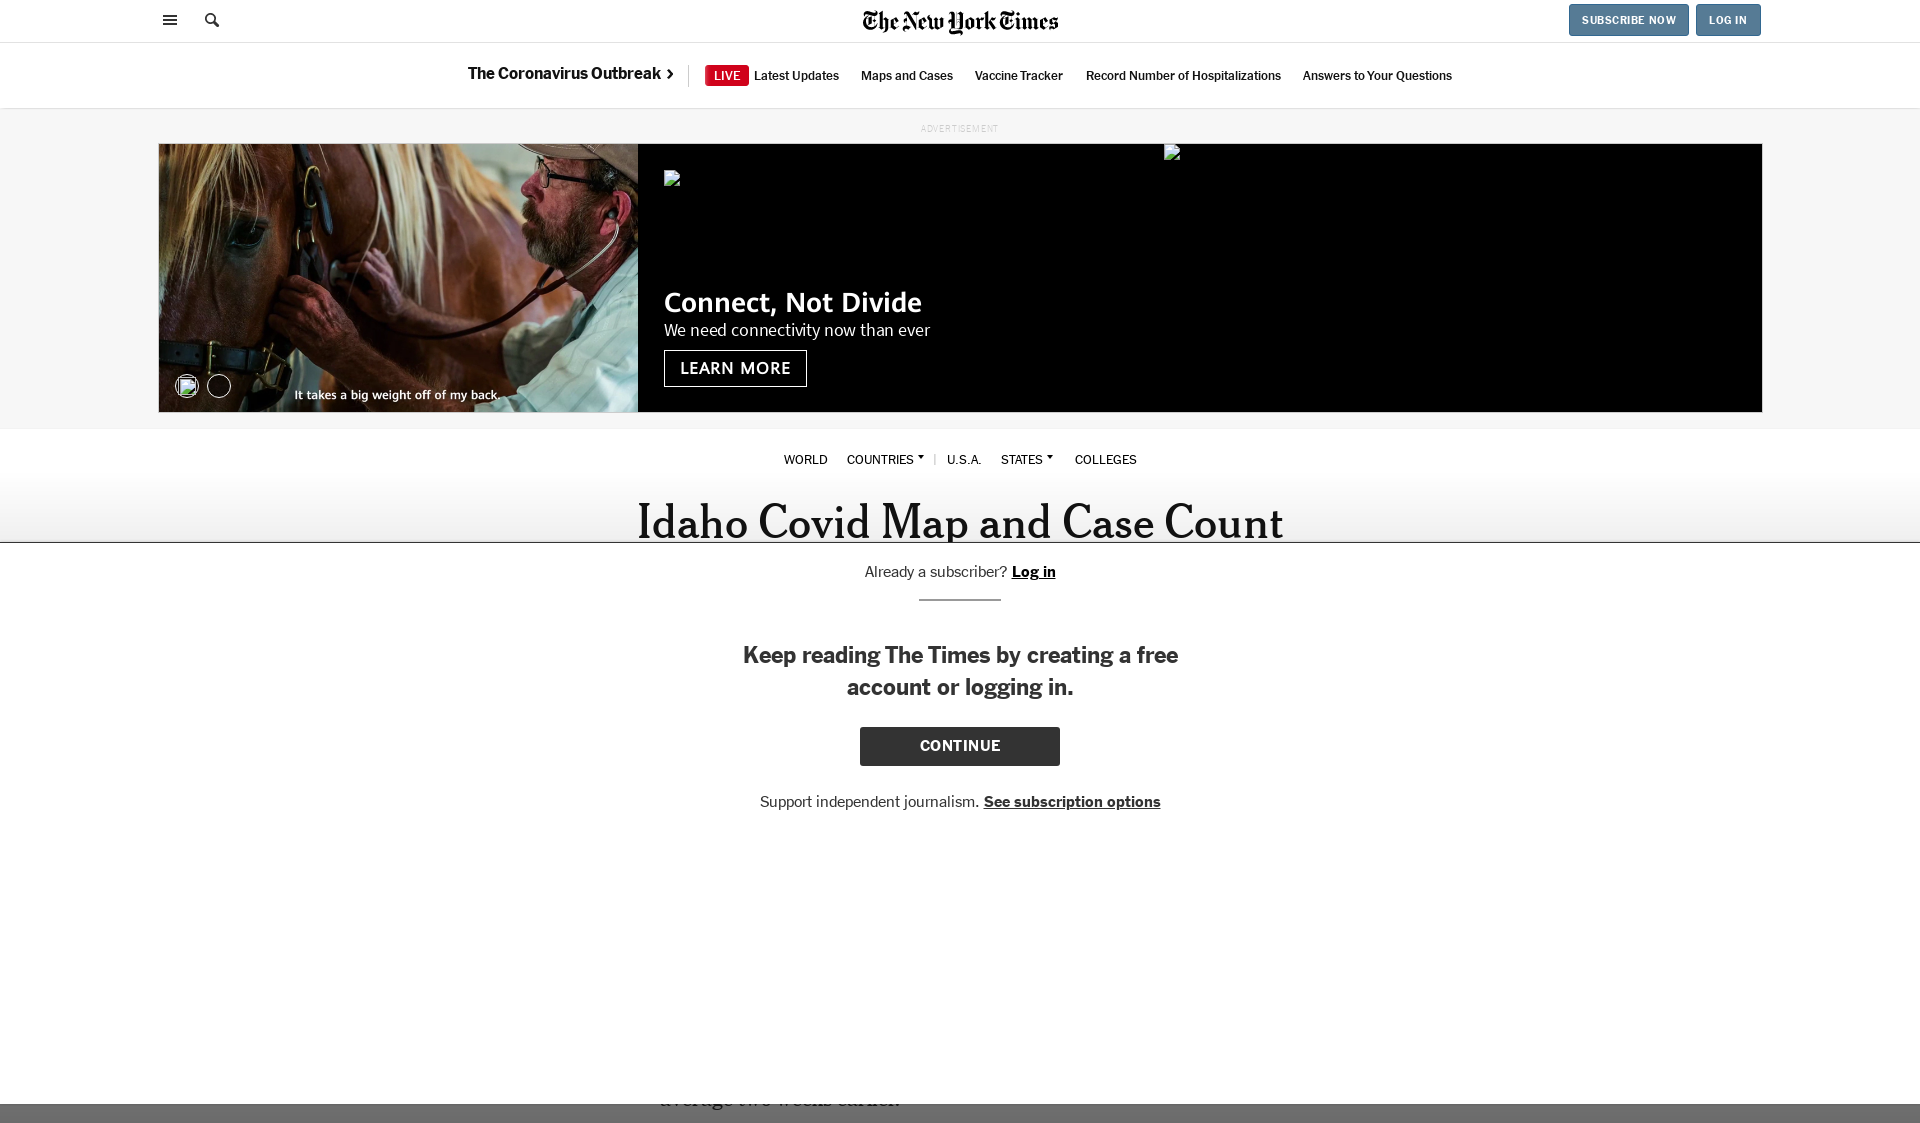 The New York Times
SUBSCRIBE NOW
LOG IN
The Coronavirus Outbreak
LIVE Latest Updates
Maps and Cases
Vaccine Tracker
Record Number of Hospitalizations
Answers to Your Questions
ADVERTISEMENT
It takes a big weight off of my back.
Connect, Not Divide
We need connectivity now than ever
LEARN MORE
WORLD
COUNTRIES
U.S.A.
STATES
COLLEGES
Idaho Covid Map and Case Count
Already a subscriber? Log in
Keep reading The Times by creating a free
account or logging in.
CONTINUE
Support independent journalism. See subscription options
average two weeks earlier.